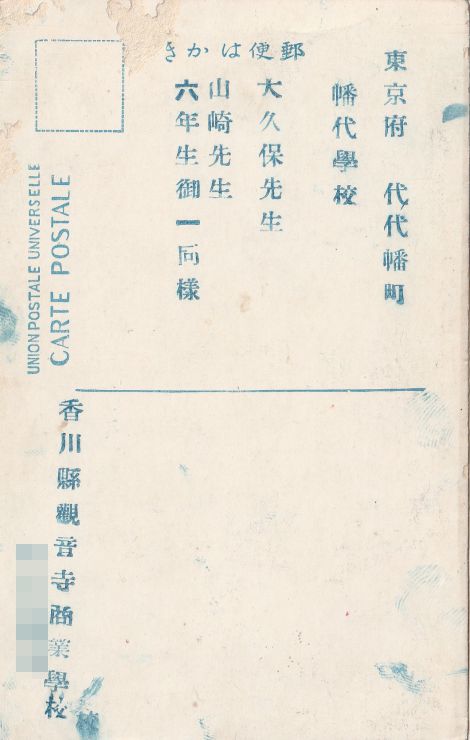 郵便はかき
東京府 代代幡町
幡代學校
大久保先生
山崎先生
六年生御一同樣
UNION POSTALE UNIVERSELLE
CARTE POSTALE
香川縣觀音寺商業學校